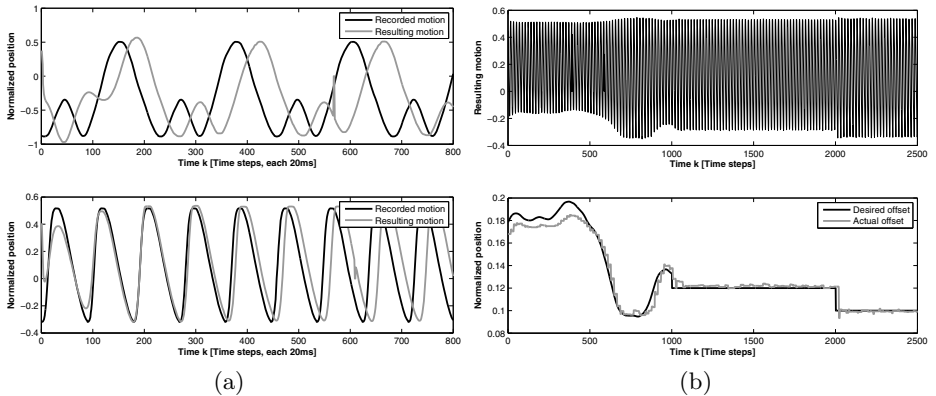 1
0.5
0
−0.5
−1
Normalized position
Recorded motion
Resulting motion
0 100 200 300 400 500 600 700 800
Time k [Time steps, each 20ms]
0.6
0.4
0.2
0
−0.2
−0.4
Normalized position
Recorded motion
Resulting motion
0 100 200 300 400 500 600 700 800
Time k [Time steps, each 20ms]
(a)
0.6
0.4
0.2
0
−0.2
−0.4
Resulting motion
0 500 1000 1500 2000 2500
Time k [Time steps]
0.2
0.18
0.16
0.14
0.12
0.1
0.08
Normalized position
Desired offset
Actual offset
0 500 1000 1500 2000 2500
Time k [Time steps]
(b)